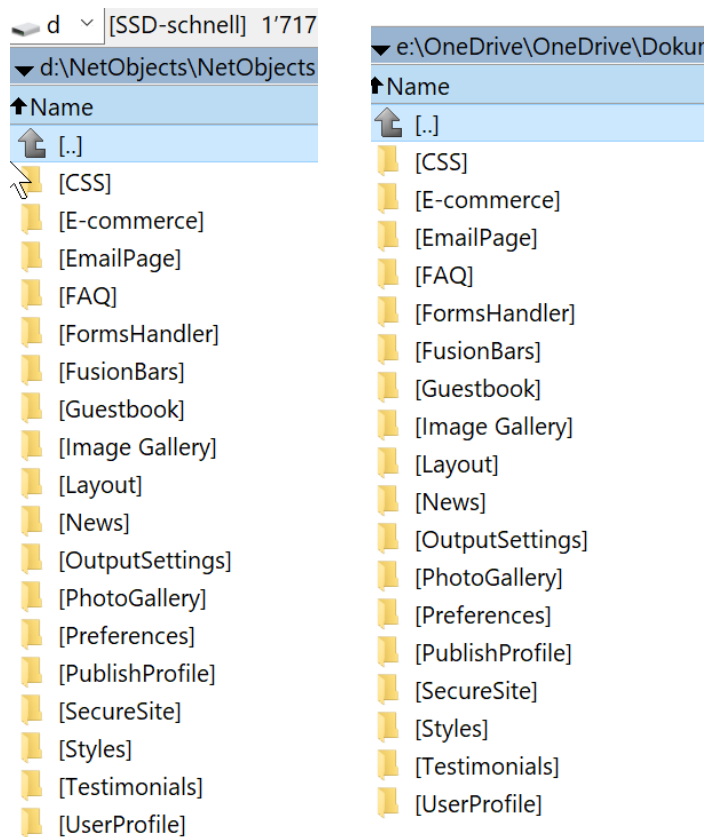 d [SSD-schnell] 1'717
d:\NetObjects\NetObjects
Name
[..]
[CSS]
[E-commerce]
[EmailPage]
[FAQ]
[FormsHandler]
[FusionBars]
[Guestbook]
[Image Gallery]
[Layout]
[News]
[OutputSettings]
[PhotoGallery]
[Preferences]
[PublishProfile]
[SecureSite]
[Styles]
[Testimonials]
[UserProfile]
e:\OneDrive\OneDrive\Dokur
Name
[..]
[CSS]
[E-commerce]
[EmailPage]
[FAQ]
[FormsHandler]
[FusionBars]
[Guestbook]
[Image Gallery]
[Layout]
[News]
[OutputSettings]
[PhotoGallery]
[Preferences]
[PublishProfile]
[SecureSite]
[Styles]
[Testimonials]
[UserProfile]